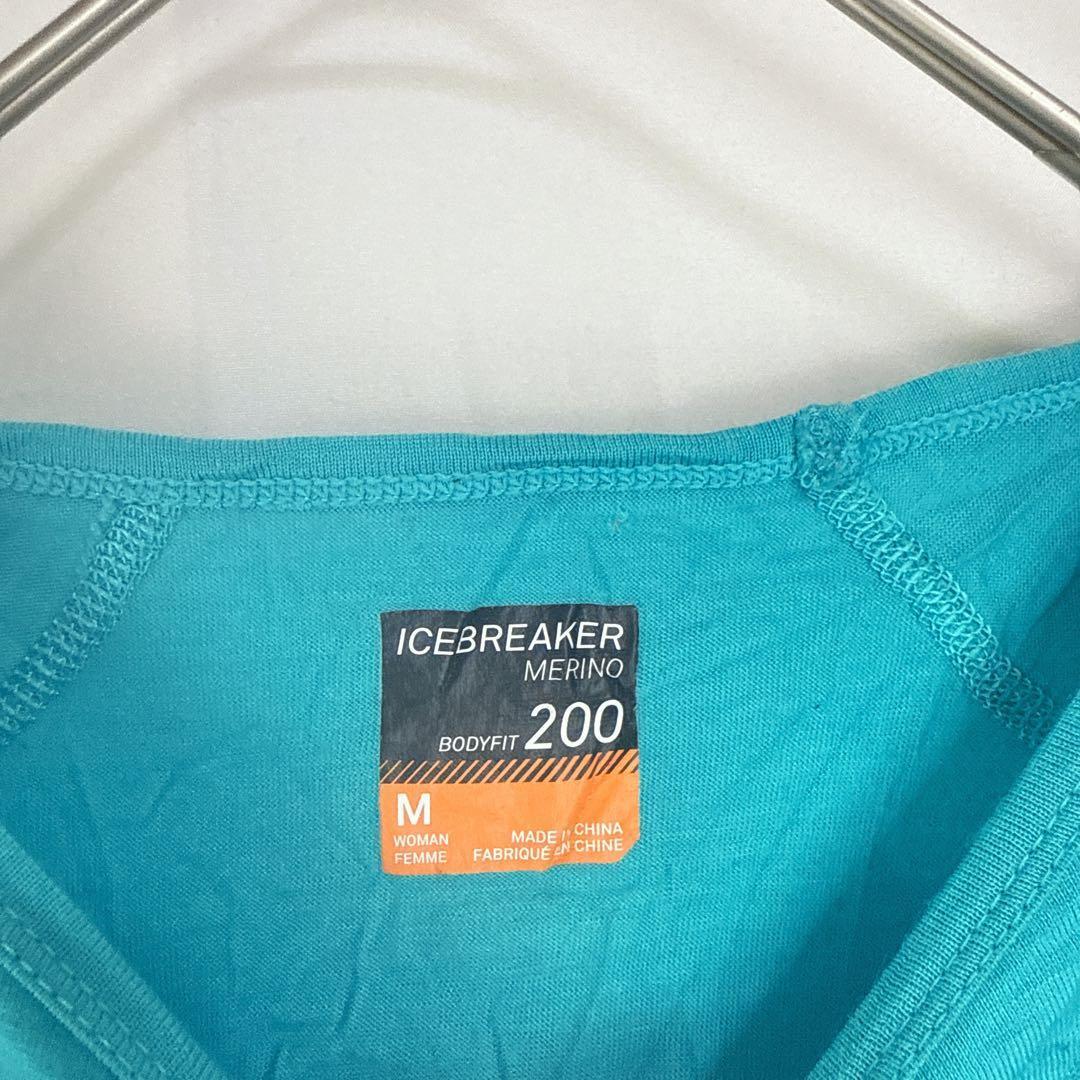 ICEBREAKER
MERINO
BODYFIT 200
M
WOMAN
FEMME
MADE IN CHINA
FABRIQUÉ EN CHINE